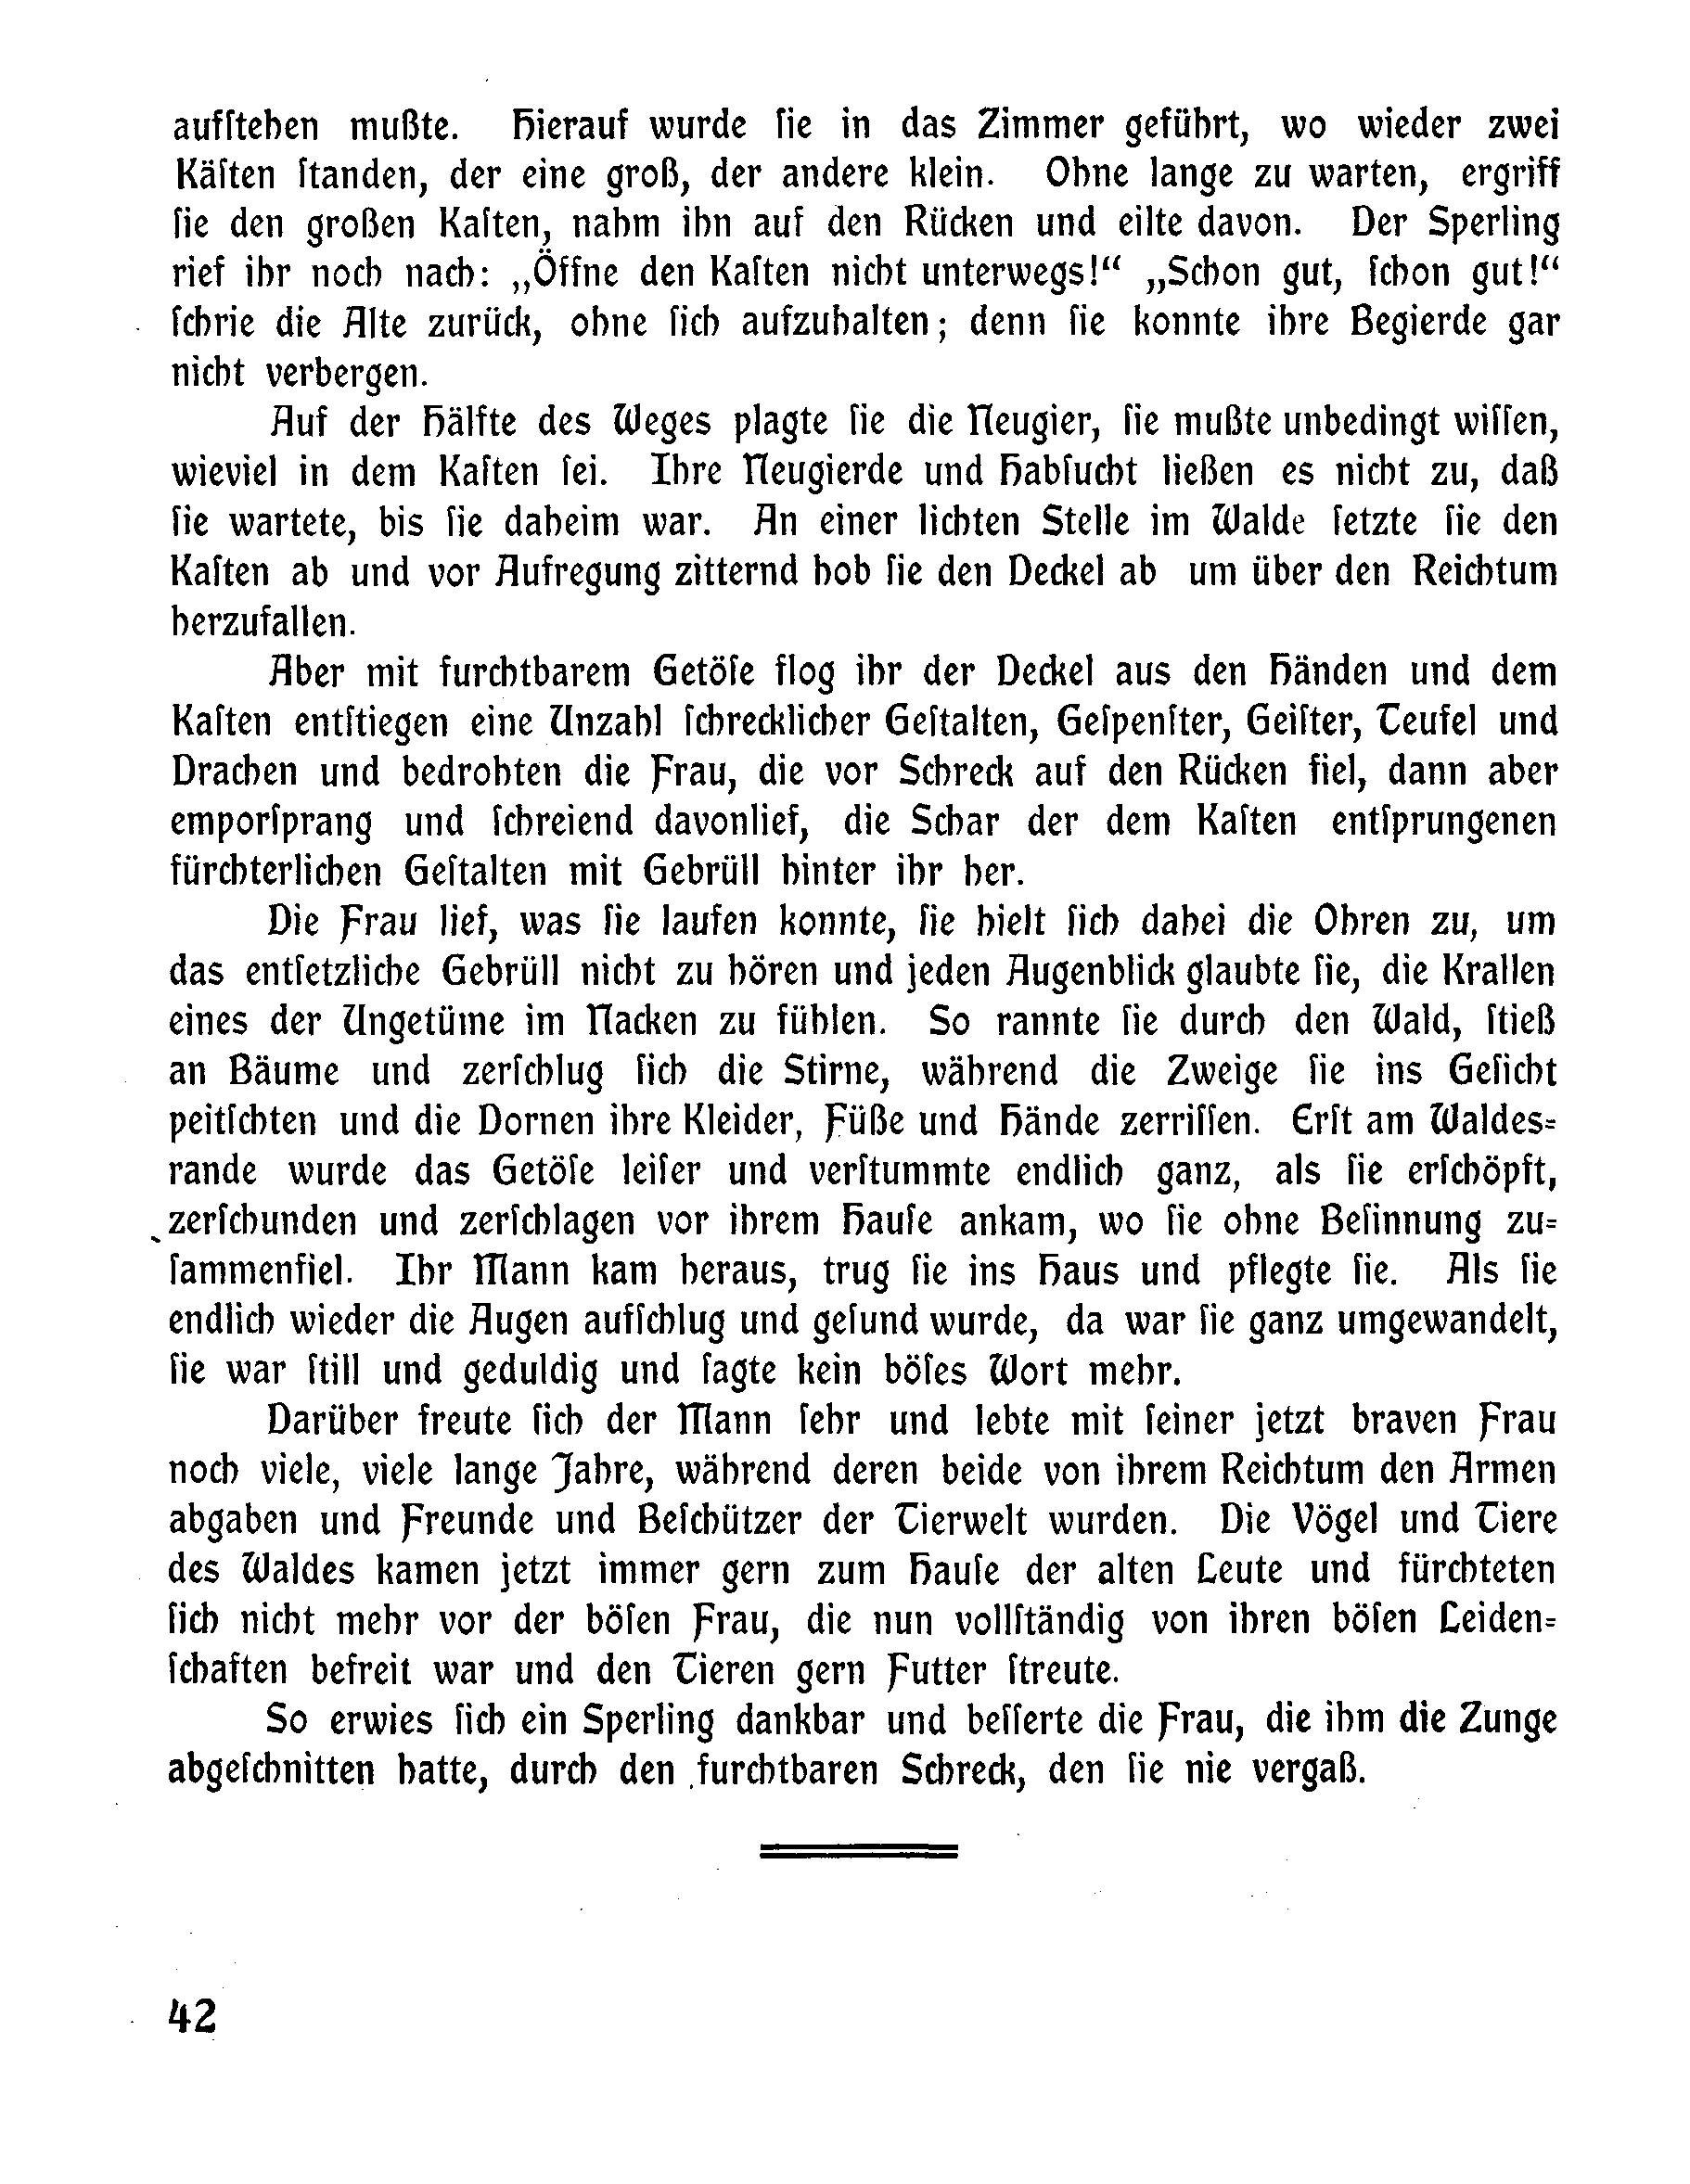 aufſtehen mußte. Hierauf wurde ſie in das Zimmer geführt, wo wieder zwei
Käſten ſtanden, der eine groß, der andere klein. Ohne lange zu warten, ergriff
ſie den großen Kaſten, nahm ihn auf den Rücken und eilte davon. Der Sperling
rief ihr noch nach: „Öffne den Kaſten nicht unterwegs!“ „Schon gut, ſchon gut!“
ſchrie die Alte zurück, ohne ſich aufzuhalten; denn ſie konnte ihre Begierde gar
nicht verbergen.
Auf der Hälfte des Weges plagte ſie die Neugier, ſie mußte unbedingt wiſſen,
wieviel in dem Kaſten ſei. Ihre Neugierde und Habſucht ließen es nicht zu, daß
ſie wartete, bis ſie daheim war. An einer lichten Stelle im Walde ſetzte ſie den
Kaſten ab und vor Aufregung zitternd hob ſie den Deckel ab um über den Reichtum
herzufallen.
Aber mit furchtbarem Getöſe flog ihr der Deckel aus den Händen und dem
Kaſten entſtiegen eine Unzahl ſchrecklicher Geſtalten, Geſpenſter, Geiſter, Teufel und
Drachen und bedrohten die Frau, die vor Schreck auf den Rücken fiel, dann aber
emporſprang und ſchreiend davonlief, die Schar der dem Kaſten entſprungenen
fürchterlichen Geſtalten mit Gebrüll hinter ihr her.
Die Frau lief, was ſie laufen konnte, ſie hielt ſich dabei die Ohren zu, um
das entſetzliche Gebrüll nicht zu hören und jeden Augenblick glaubte ſie, die Krallen
eines der Ungetüme im Nacken zu fühlen. So rannte ſie durch den Wald, ſtieß
an Bäume und zerſchlug ſich die Stirne, während die Zweige ſie ins Geſicht
peitſchten und die Dornen ihre Kleider, Füße und Hände zerriſſen. Erſt am Waldes=
rande wurde das Getöſe leiſer und verſtummte endlich ganz, als ſie erſchöpft,
zerſchunden und zerſchlagen vor ihrem Hauſe ankam, wo ſie ohne Beſinnung zu=
ſammenfiel. Ihr Mann kam heraus, trug ſie ins Haus und pflegte ſie. Als ſie
endlich wieder die Augen aufſchlug und geſund wurde, da war ſie ganz umgewandelt,
ſie war ſtill und geduldig und ſagte kein böſes Wort mehr.
Darüber freute ſich der Mann ſehr und lebte mit ſeiner jetzt braven Frau
noch viele, viele lange Jahre, während deren beide von ihrem Reichtum den Armen
abgaben und Freunde und Beſchützer der Tierwelt wurden. Die Vögel und Tiere
des Waldes kamen jetzt immer gern zum Hauſe der alten Leute und fürchteten
ſich nicht mehr vor der böſen Frau, die nun vollſtändig von ihren böſen Leiden=
ſchaften befreit war und den Tieren gern Futter ſtreute.
So erwies ſich ein Sperling dankbar und beſſerte die Frau, die ihm die Zunge
abgeſchnitten hatte, durch den furchtbaren Schreck, den ſie nie vergaß.
42